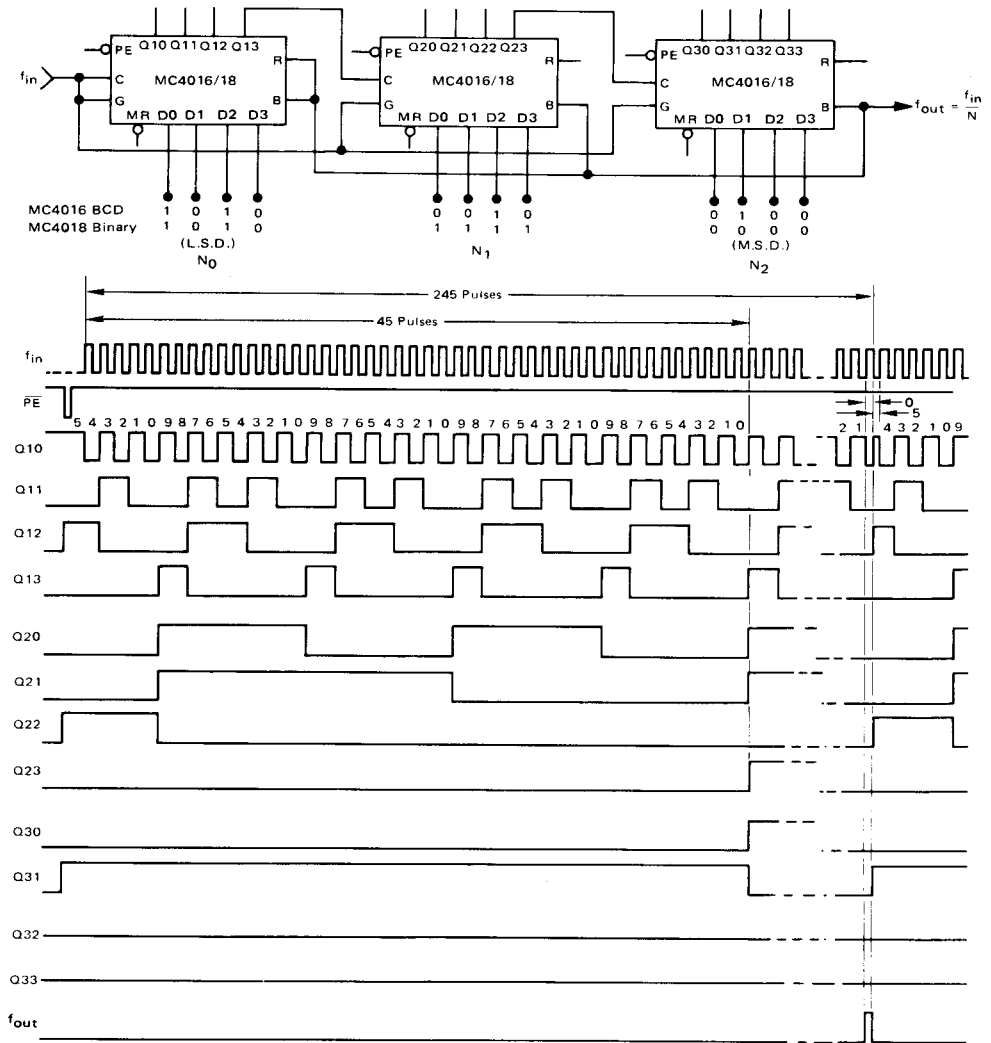 Q10 Q11 Q12 Q13
PE
R
fin
C
MC4016/18
G
B
MR D0 D1 D2 D3
Q20 Q21 Q22 Q23
PE
R
C
MC4016/18
G
B
MR D0 D1 D2 D3
Q30 Q31 Q32 Q33
PE
R
C
MC4016/18
G
B
MR D0 D1 D2 D3
fout = fin/N
MC4016 BCD 1 0 1 0 0 0 1 0 0 1 0 0
MC4018 Binary 1 0 1 0 1 1 1 1 0 0 0 0
(L.S.D.) (M.S.D.)
N0 N1 N2
245 Pulses
45 Pulses
fin
PE
0
5
5 4 3 2 1 0 9 8 7 6 5 4 3 2 1 0 9 8 7 6 5 4 3 2 1 0 9 8 7 6 5 4 3 2 1 0 9 8 7 6 5 4 3 2 1 0 2 1 4 3 2 1 0 9
Q10
Q11
Q12
Q13
Q20
Q21
Q22
Q23
Q30
Q31
Q32
Q33
fout